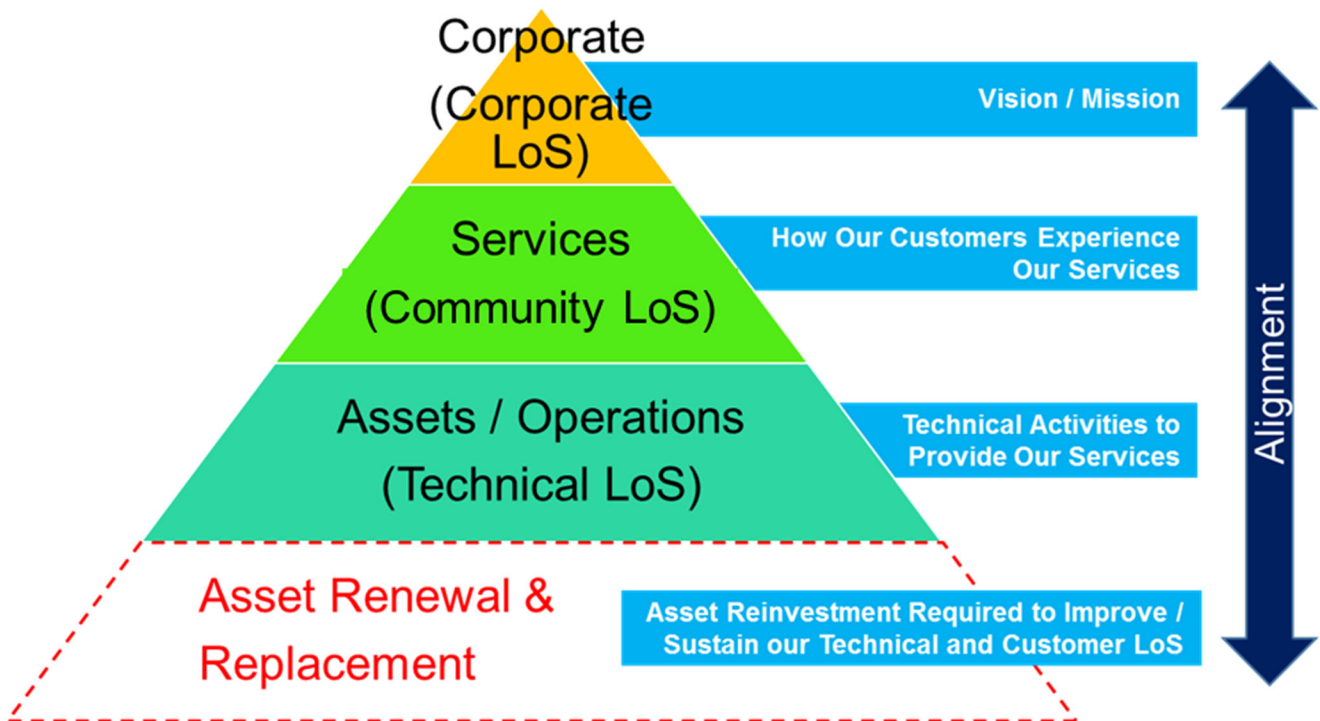 Corporate
(Corporate
LoS)
Vision / Mission
Services
(Community LoS)
How Our Customers Experience
Our Services
Assets / Operations
(Technical LoS)
Technical Activities to
Provide Our Services
Asset Renewal &
Replacement
Asset Reinvestment Required to Improve /
Sustain our Technical and Customer LoS
Alignment